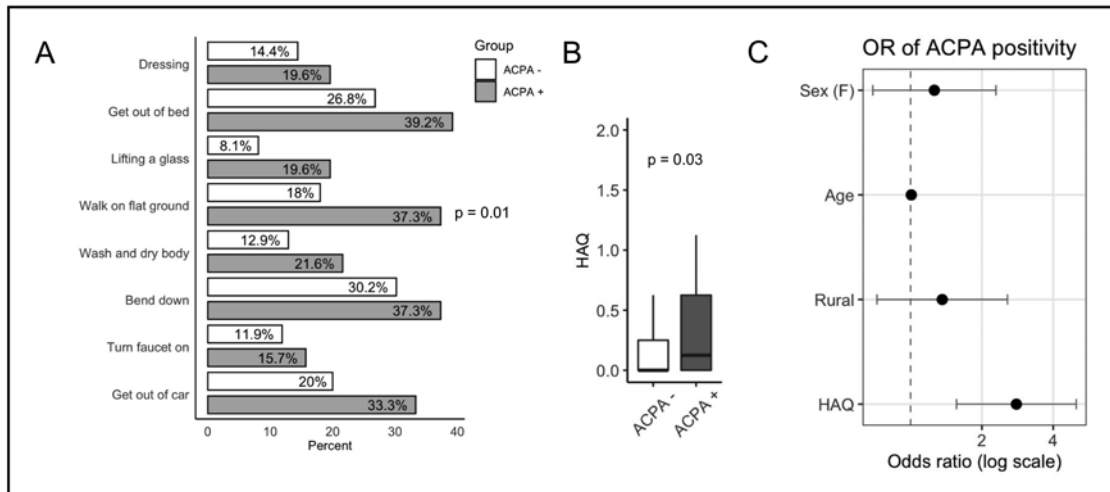 A
Group
ACPA -
ACPA +
Dressing
14.4%
19.6%
Get out of bed
26.8%
39.2%
Lifting a glass
8.1%
19.6%
Walk on flat ground
18%
37.3%
p = 0.01
Wash and dry body
12.9%
21.6%
Bend down
30.2%
37.3%
Turn faucet on
11.9%
15.7%
Get out of car
20%
33.3%
0
10
20
30
40
Percent
B
2.0
1.5
1.0
0.5
0.0
HAQ
p = 0.03
ACPA -
ACPA +
C
OR of ACPA positivity
Sex (F)
Age
Rural
HAQ
2
4
Odds ratio (log scale)